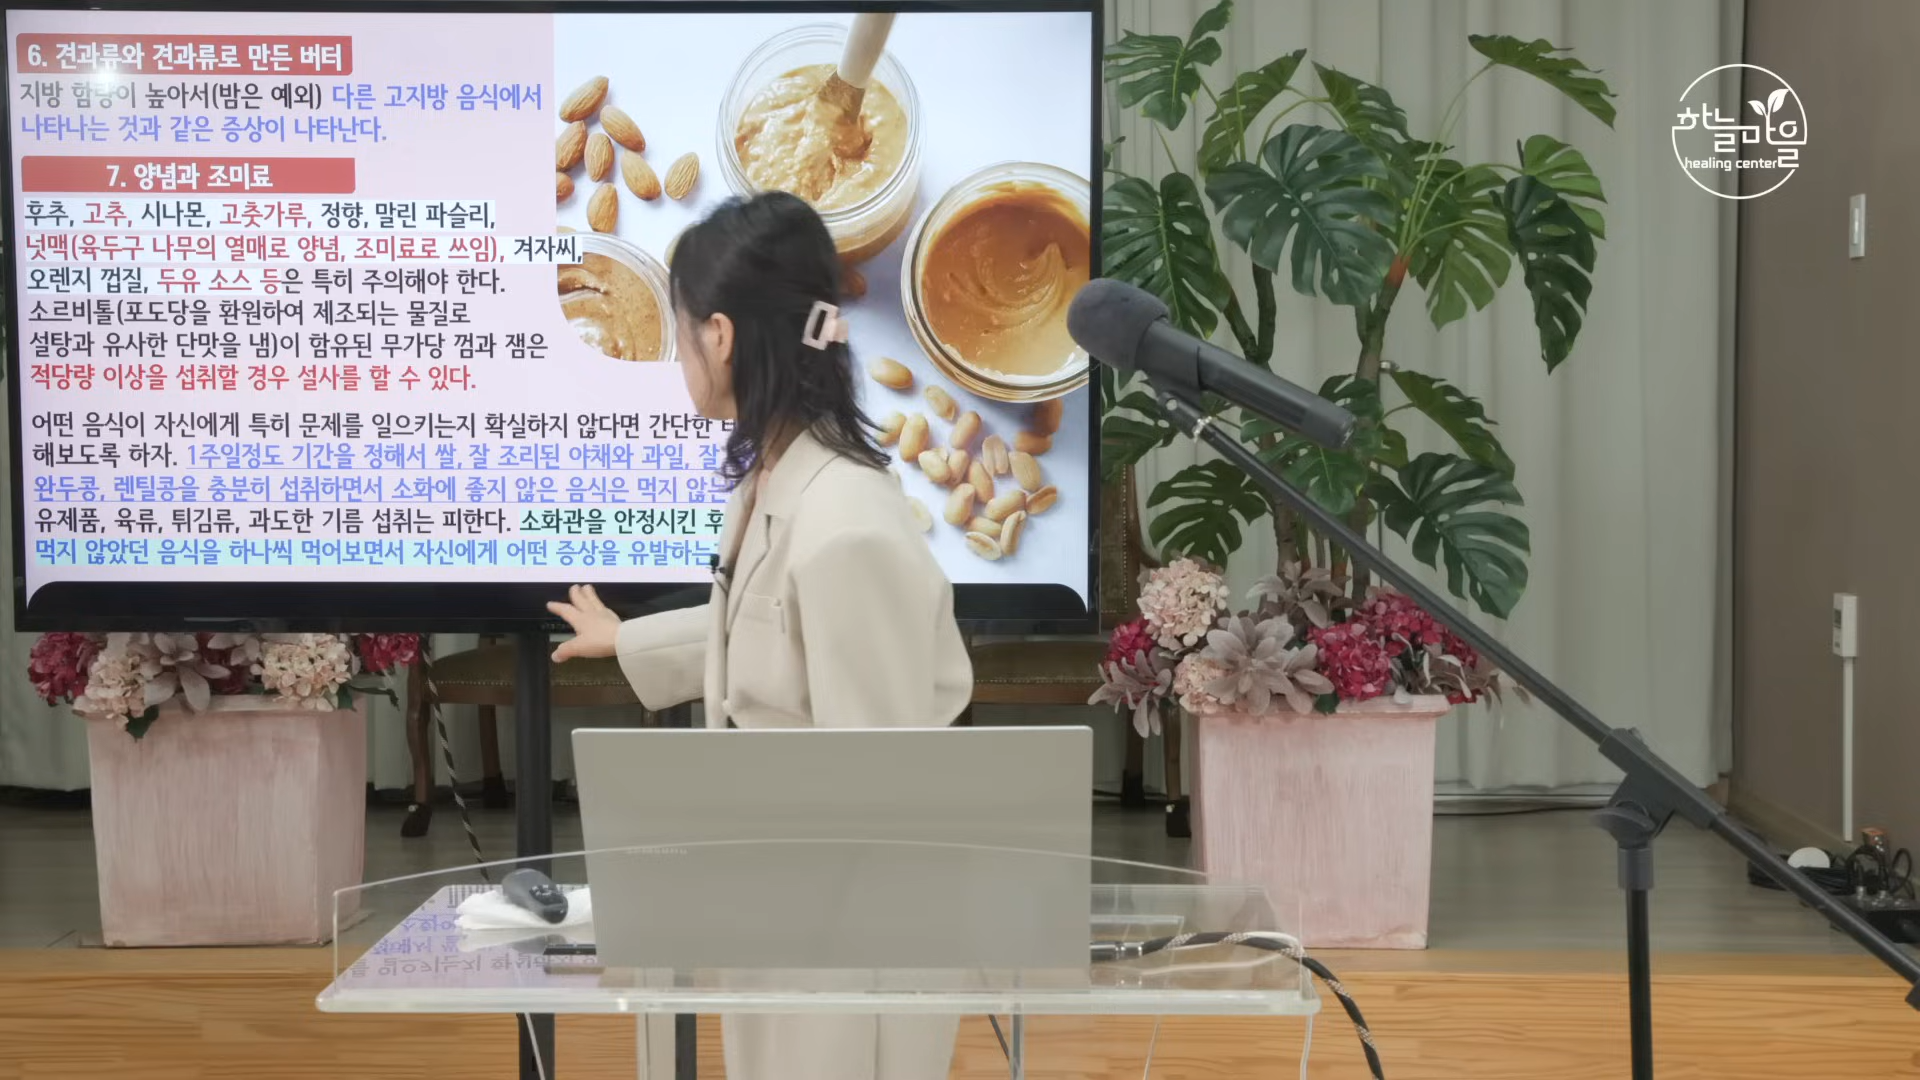 6. 견과류와 견과류로 만든 버터
지방 함량이 높아서(밤은 예외) 다른 고지방 음식에서
나타나는 것과 같은 증상이 나타난다.
7. 양념과 조미료
후추, 고추, 시나몬, 고춧가루, 정향, 말린 파슬리,
넛맥(육두구 나무의 열매로 양념, 조미료로 쓰임), 겨자씨,
오렌지 껍질, 두유 소스 등은 특히 주의해야 한다.
소르비톨(포도당을 환원하여 제조되는 물질로
설탕과 유사한 단맛을 냄)이 함유된 무가당 껌과 잼은
적당량 이상을 섭취할 경우 설사를 할 수 있다.
어떤 음식이 자신에게 특히 문제를 일으키는지 확실하지 않다면 간단한
해보도록 하자. 1주일정도 기간을 정해서 쌀, 잘 조리된 야채와 과일, 잘
완두콩, 렌틸콩을 충분히 섭취하면서 소화에 좋지 않은 음식은 먹지 않는
유제품, 육류, 튀김류, 과도한 기름 섭취는 피한다. 소화관을 안정시킨 후
먹지 않았던 음식을 하나씩 먹어보면서 자신에게 어떤 증상을 유발하는
하늘마을
healing center